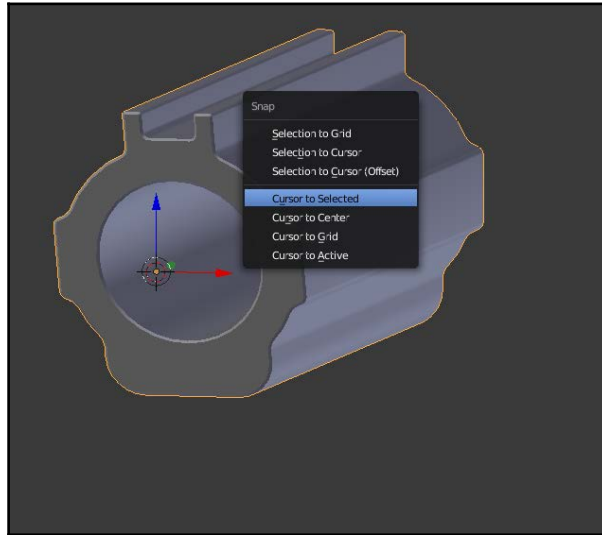 Snap
Selection to Grid
Selection to Cursor
Selection to Cursor (Offset)
Cursor to Selected
Cursor to Center
Cursor to Grid
Cursor to Active